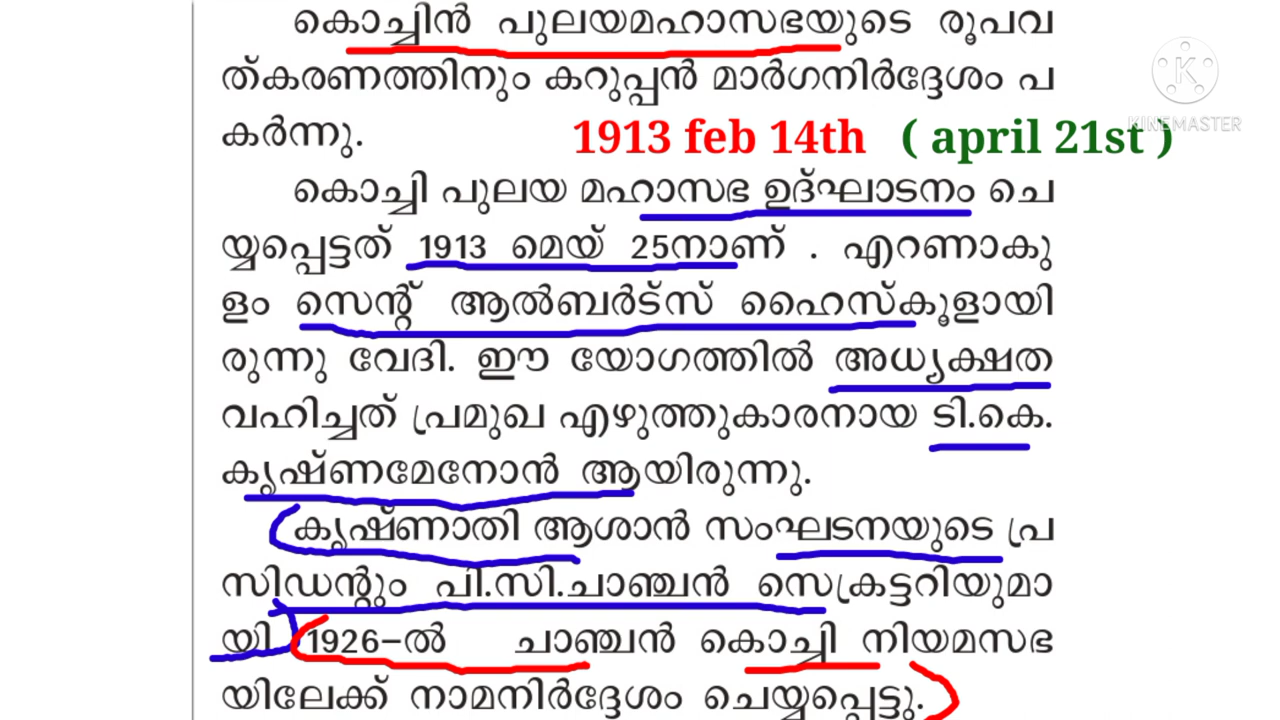 കൊച്ചിൻ പുലയമഹാസഭയുടെ രൂപവ
ത്കരണത്തിനും കറുപ്പൻ മാർഗനിർദ്ദേശം പ
കർന്നു.
1913 feb 14th ( april 21st )
KINEMASTER
കൊച്ചി പുലയ മഹാസഭ ഉദ്ഘാടനം ചെ
യ്യപ്പെട്ടത് 1913 മെയ് 25നാണ് . എറണാകു
ളം സെന്റ് ആൽബർട്സ് ഹൈസ്കൂളായി
രുന്നു വേദി. ഈ യോഗത്തിൽ അധ്യക്ഷത
വഹിച്ചത് പ്രമുഖ എഴുത്തുകാരനായ ടി.കെ.
കൃഷ്ണമേനോൻ ആയിരുന്നു.
കൃഷ്ണാതി ആശാൻ സംഘടനയുടെ പ്ര
സിഡന്റും പി.സി.ചാഞ്ചൻ സെക്രട്ടറിയുമാ
യി. 1926-ൽ ചാഞ്ചൻ കൊച്ചി നിയമസഭ
യിലേക്ക് നാമനിർദ്ദേശം ചെയ്യപ്പെട്ടു.